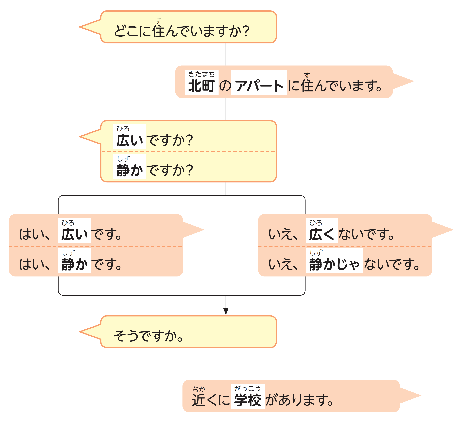 どこに住んでいますか？
北町のアパートに住んでいます。
広いですか？
静かですか？
はい、広いです。
はい、静かです。
いえ、広くないです。
いえ、静かじゃないです。
そうですか。
近くに学校があります。